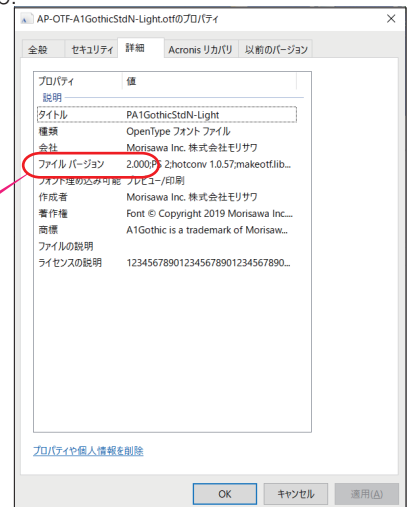 AP-OTF-A1GothicStdN-Light.otfのプロパティ
全般 セキュリティ 詳細 Acronis リカバリ 以前のバージョン
プロパティ 値
説明
タイトル PA1GothicStdN-Light
種類 OpenType フォント ファイル
会社 Morisawa Inc. 株式会社モリサワ
ファイル バージョン 2.000;PS 2;hotconv 1.0.57;makeotf.lib...
フォント埋め込み可能 プレビュー/印刷
作成者 Morisawa Inc. 株式会社モリサワ
著作権 Font © Copyright 2019 Morisawa Inc....
商標 A1Gothic is a trademark of Morisaw...
ファイルの説明
ライセンスの説明 123456789012345678901234567890...
プロパティや個人情報を削除
OK キャンセル 適用(A)